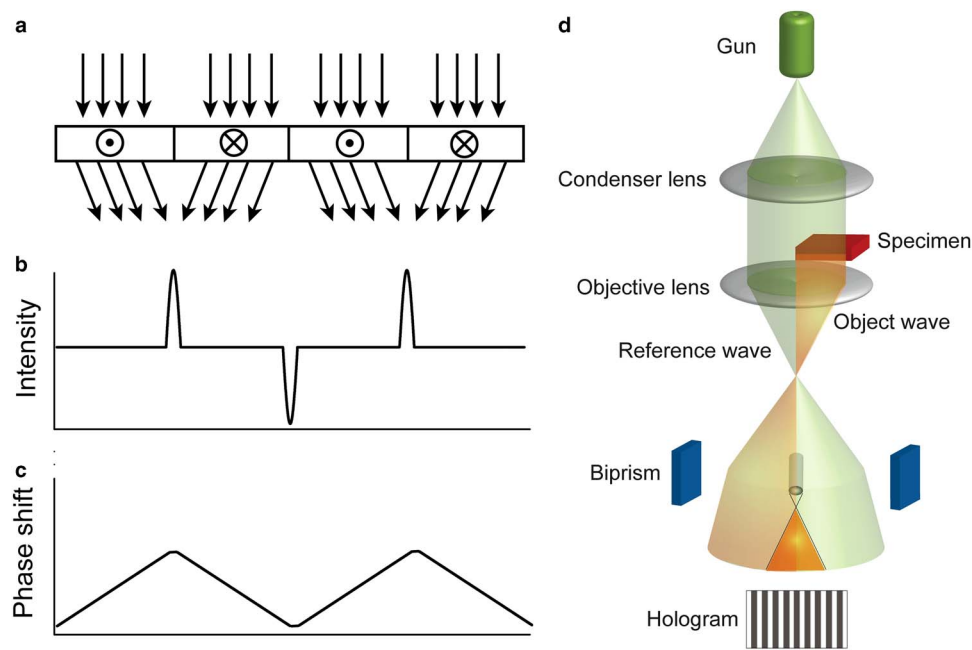 a
b
Intensity
c
Phase shift
d
Gun
Condenser lens
Specimen
Objective lens
Object wave
Reference wave
Biprism
Hologram